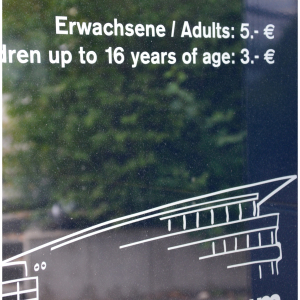 Erwachsene / Adults: 5.- €
dren up to 16 years of age: 3.- €